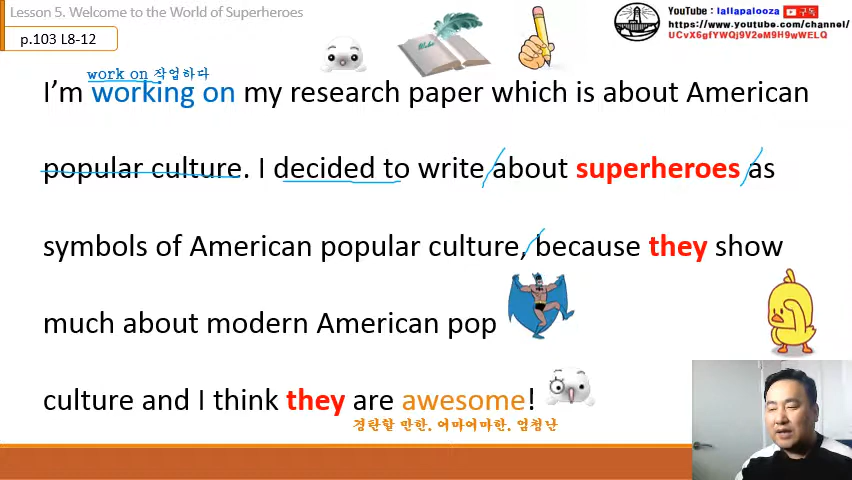 Lesson 5. Welcome to the World of Superheroes
YouTube : lallapalooza 구독
https://www.youtube.com/channel/
UCvX6gfYWQj9V2eM9H9wWELQ
p.103 L8-12
work on 작업하다
I'm working on my research paper which is about American
popular culture. I decided to write about superheroes as
symbols of American popular culture, because they show
much about modern American pop
culture and I think they are awesome!
경탄할 만한, 어마어마한, 엄청난